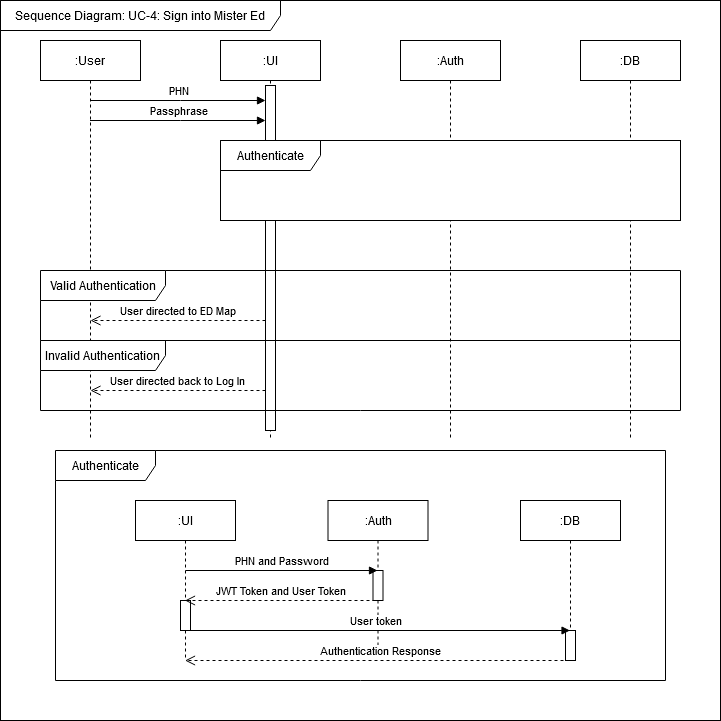 Sequence Diagram: UC-4: Sign into Mister Ed
:User
:UI
:Auth
:DB
PHN
Passphrase
Authenticate
Valid Authentication
User directed to ED Map
Invalid Authentication
User directed back to Log In
Authenticate
:UI
:Auth
:DB
PHN and Password
JWT Token and User Token
User token
Authentication Response